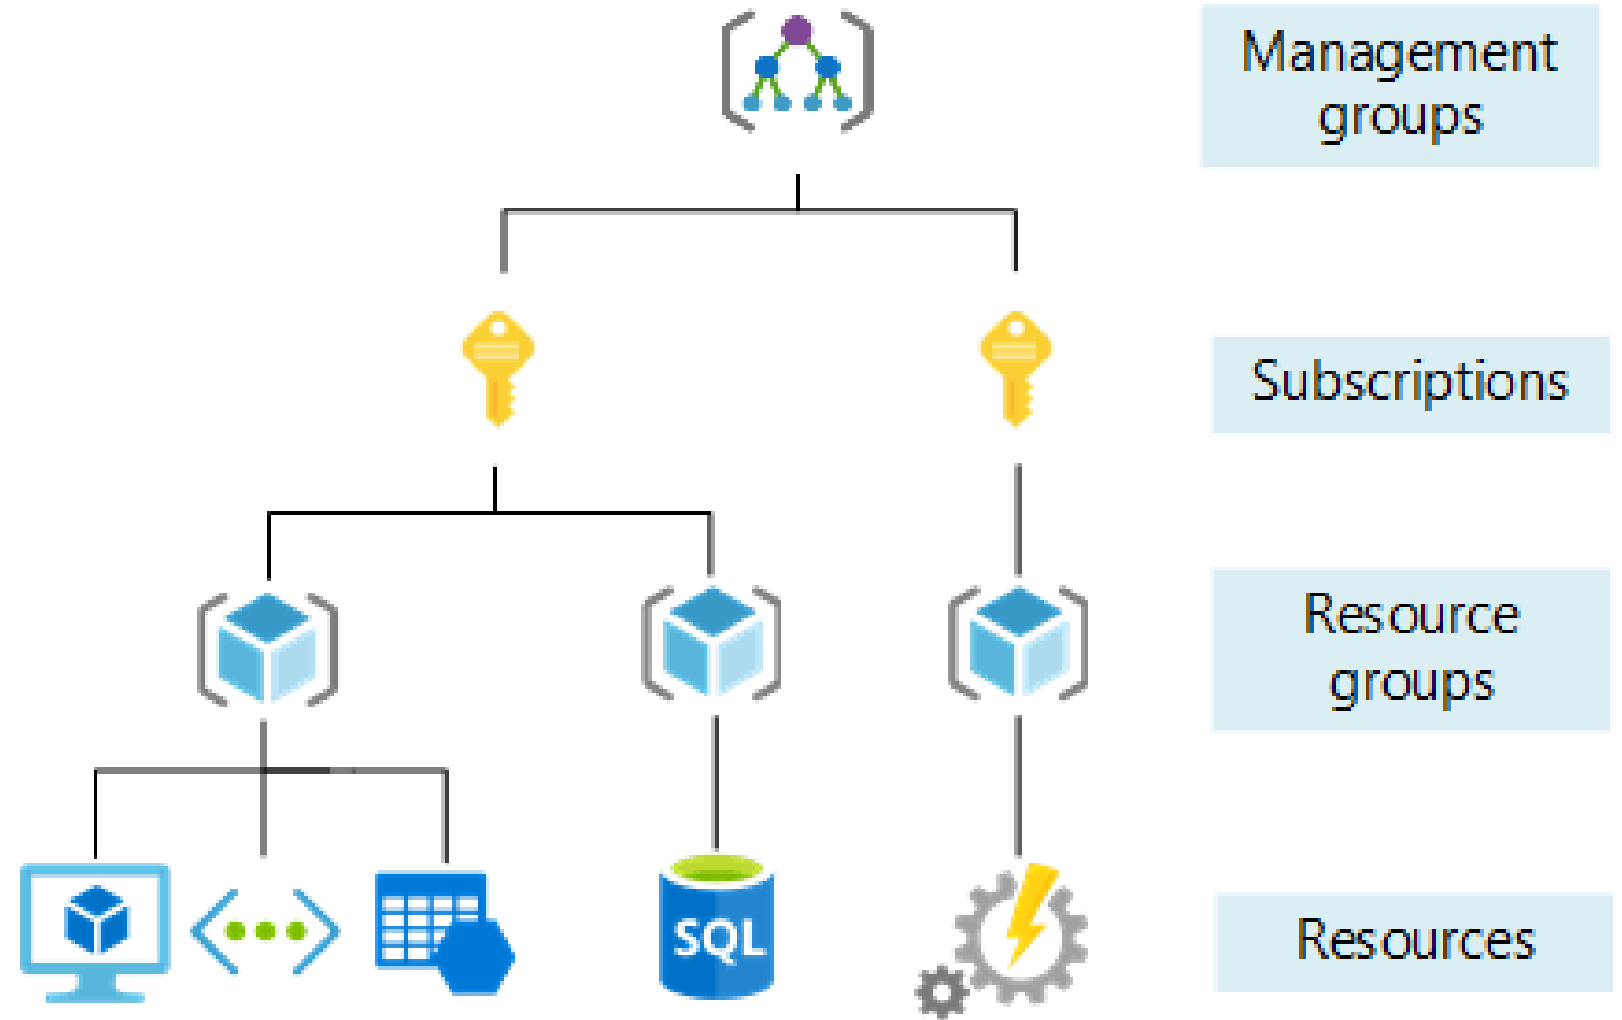 Management
groups
Subscriptions
Resource
groups
SQL
Resources